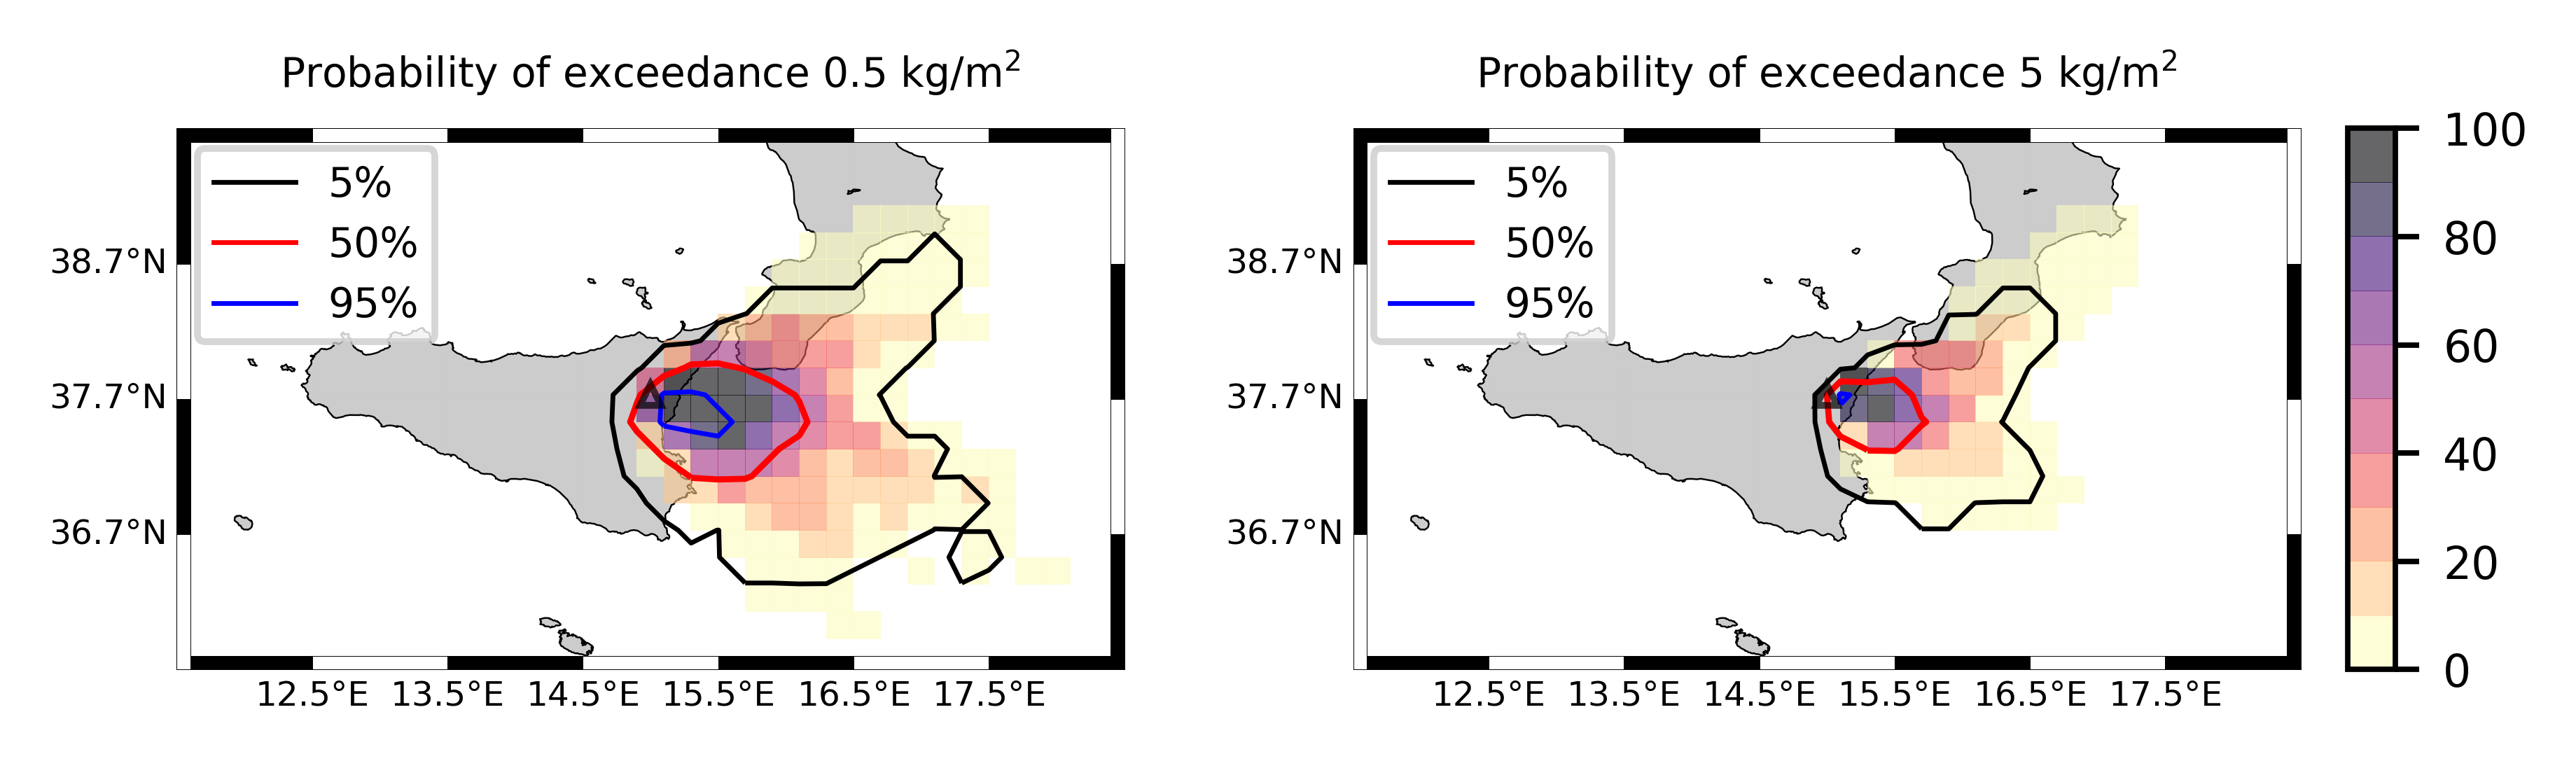 Probability of exceedance 0.5 kg/m²
5%
50%
95%
38.7°N
37.7°N
36.7°N
12.5°E 13.5°E 14.5°E 15.5°E 16.5°E 17.5°E
Probability of exceedance 5 kg/m²
5%
50%
95%
38.7°N
37.7°N
36.7°N
12.5°E 13.5°E 14.5°E 15.5°E 16.5°E 17.5°E
100
80
60
40
20
0